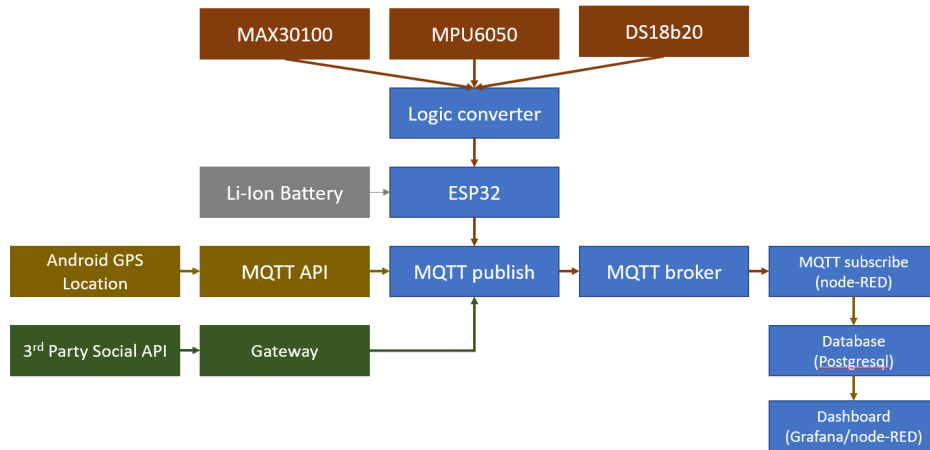 MAX30100
MPU6050
DS18b20
Logic converter
Li-Ion Battery
ESP32
Android GPS
Location
MQTT API
MQTT publish
MQTT broker
MQTT subscribe
(node-RED)
3rd Party Social API
Gateway
Database
(Postgresql)
Dashboard
(Grafana/node-RED)